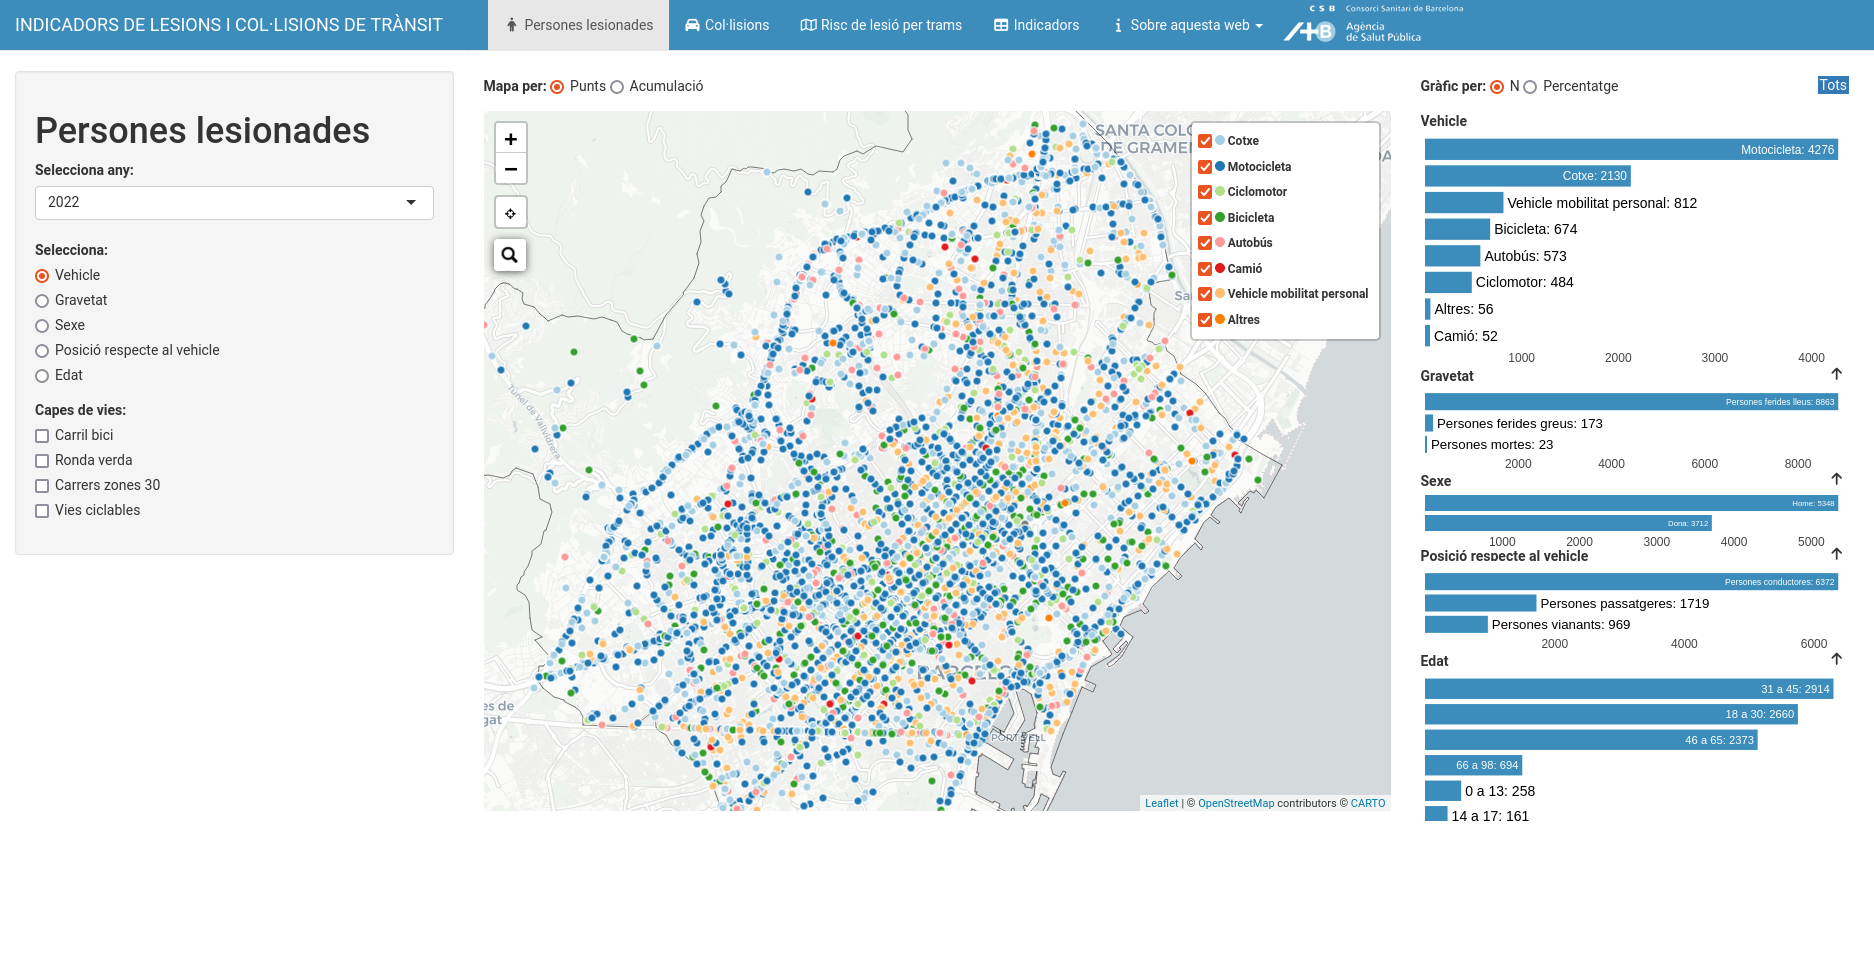 INDICADORS DE LESIONS I COL·LISIONS DE TRÀNSIT
Persones lesionades
Col·lisions
Risc de lesió per trams
Indicadors
Sobre aquesta web
CSB Consorci Sanitari de Barcelona
Agència
de Salut Pública
Persones lesionades
Selecciona any:
2022
Selecciona:
Vehicle
Gravetat
Sexe
Posició respecte al vehicle
Edat
Capes de vies:
Carril bici
Ronda verda
Carrers zones 30
Vies ciclables
Mapa per: Punts Acumulació
+
−
SANTA COLO
DE GRAMEN
Túnel de Vallvidrera
es de
gat
Cotxe
Motocicleta
Ciclomotor
Bicicleta
Autobús
Camió
Vehicle mobilitat personal
Altres
Leaflet | © OpenStreetMap contributors © CARTO
Gràfic per: N Percentatge
Tots
Vehicle
Motocicleta: 4276
Cotxe: 2130
Vehicle mobilitat personal: 812
Bicicleta: 674
Autobús: 573
Ciclomotor: 484
Altres: 56
Camió: 52
1000 2000 3000 4000
Gravetat
Persones ferides lleus: 8863
Persones ferides greus: 173
Persones mortes: 23
2000 4000 6000 8000
Sexe
Home: 5348
Dona: 3712
1000 2000 3000 4000 5000
Posició respecte al vehicle
Persones conductores: 6372
Persones passatgeres: 1719
Persones vianants: 969
2000 4000 6000
Edat
31 a 45: 2914
18 a 30: 2660
46 a 65: 2373
66 a 98: 694
0 a 13: 258
14 a 17: 161